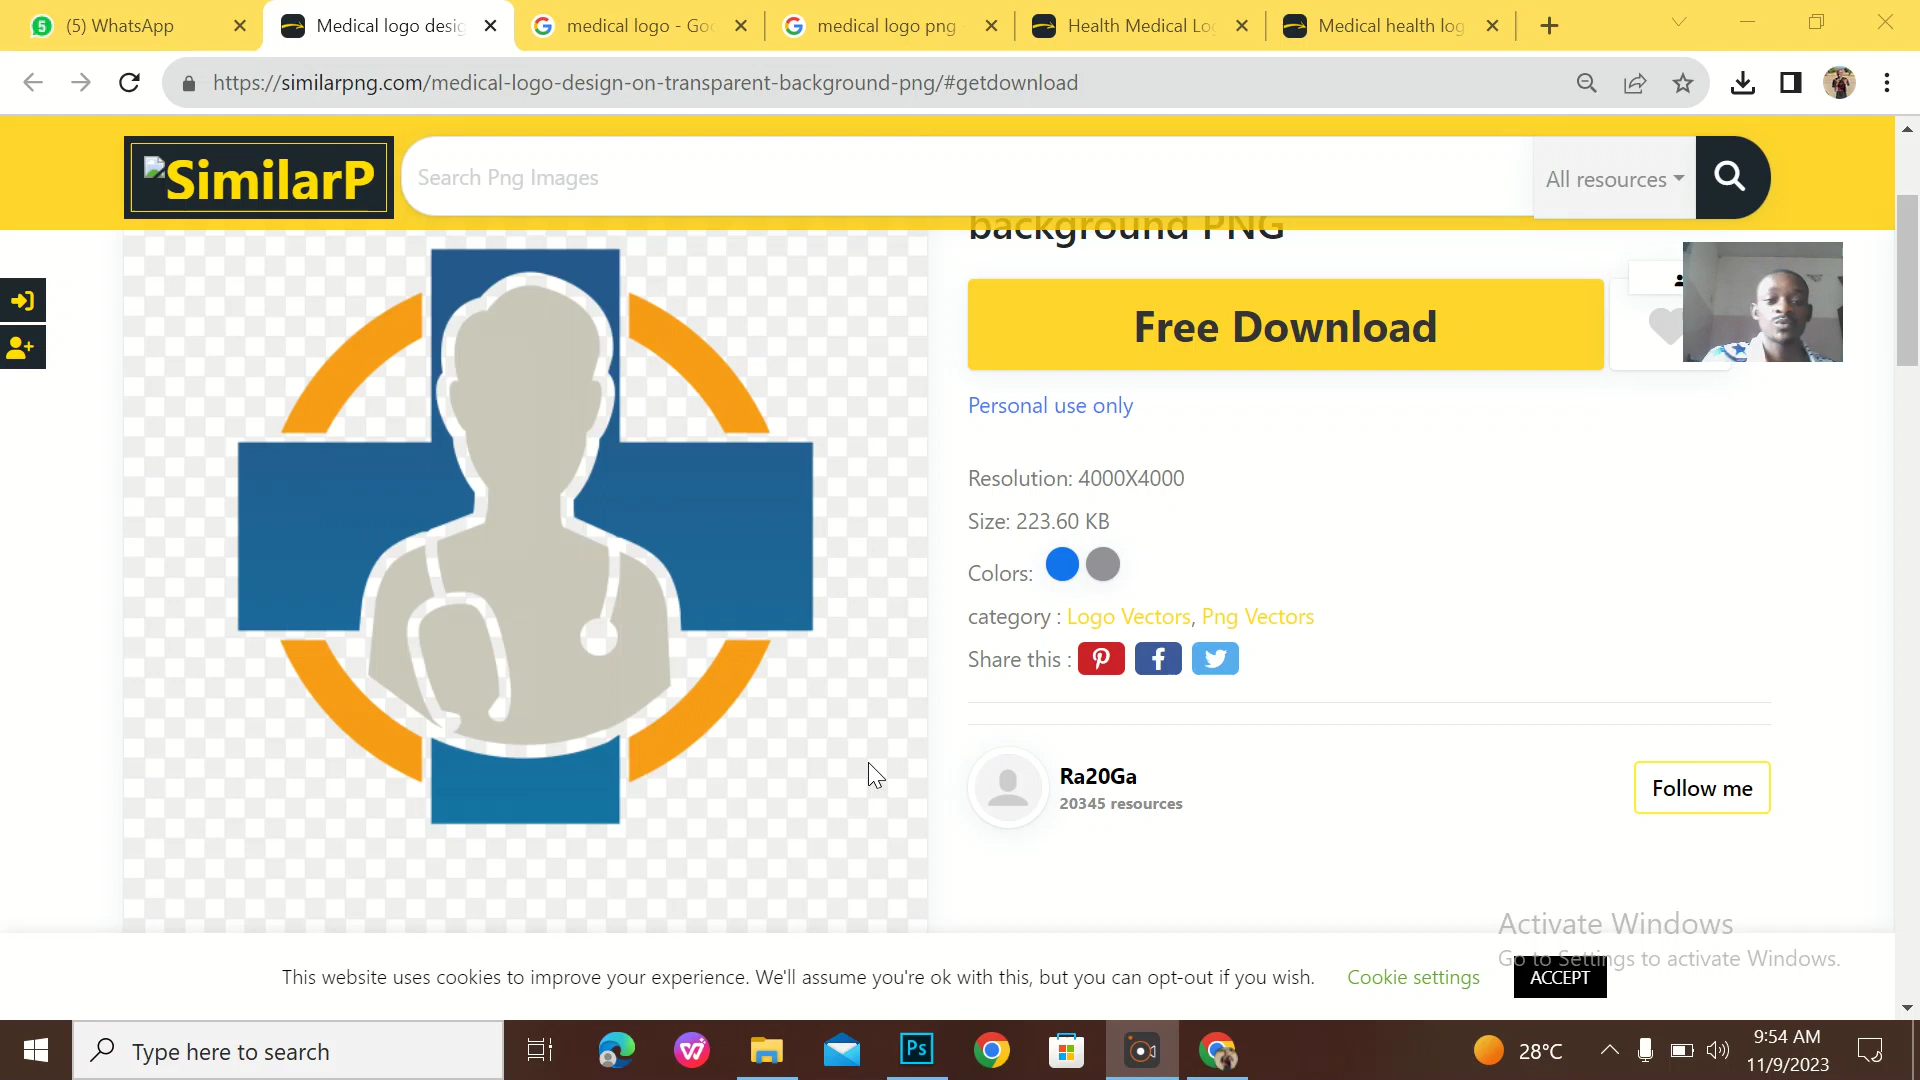 (5) WhatsApp
Medical logo desig
medical logo - Goo
medical logo png
Health Medical Lo
Medical health log
https://similarpng.com/medical-logo-design-on-transparent-background-png/#getdownload
SimilarP
Search Png Images
All resources
background PNG
Free Download
Personal use only
Resolution: 4000X4000
Size: 223.60 KB
Colors:
category : Logo Vectors, Png Vectors
Share this :
Ra20Ga
20345 resources
Follow me
Activate Windows
Go to Settings to activate Windows.
This website uses cookies to improve your experience. We'll assume you're ok with this, but you can opt-out if you wish.
Cookie settings
ACCEPT
Type here to search
Ps
28°C
9:54 AM
11/9/2023